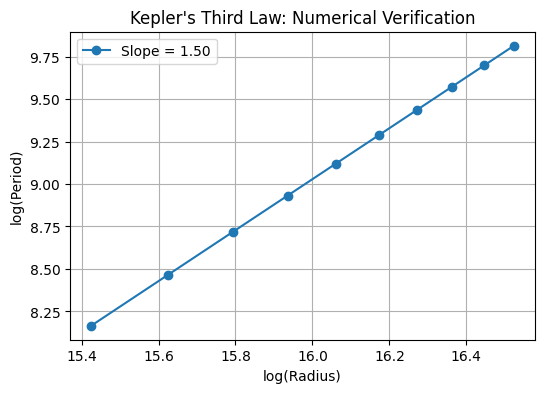 Kepler's Third Law: Numerical Verification
Slope = 1.50
9.75
9.50
9.25
9.00
8.75
8.50
8.25
log(Period)
15.4 15.6 15.8 16.0 16.2 16.4
log(Radius)